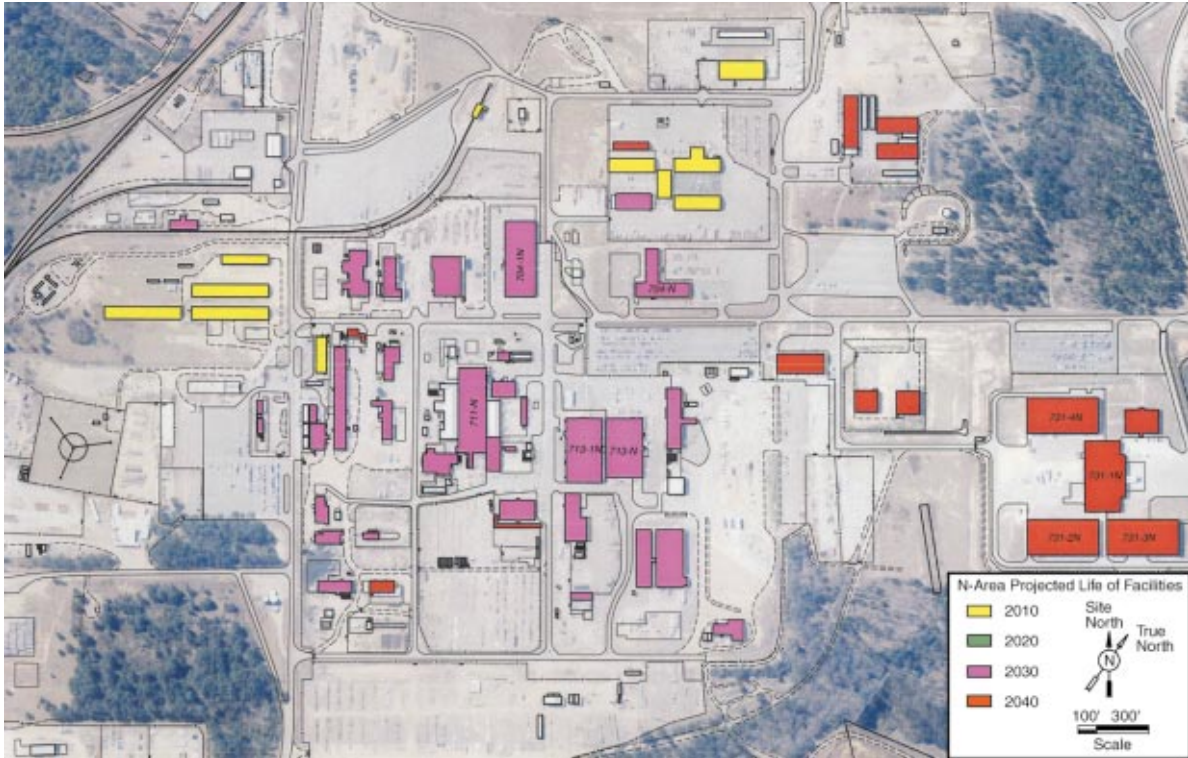 704-1N
704-N
711-N
713-1N
713-N
731-4N
731-1N
731-2N
731-3N
N-Area Projected Life of Facilities
2010
2020
2030
2040
Site
North
True
North
N
100' 300'
Scale